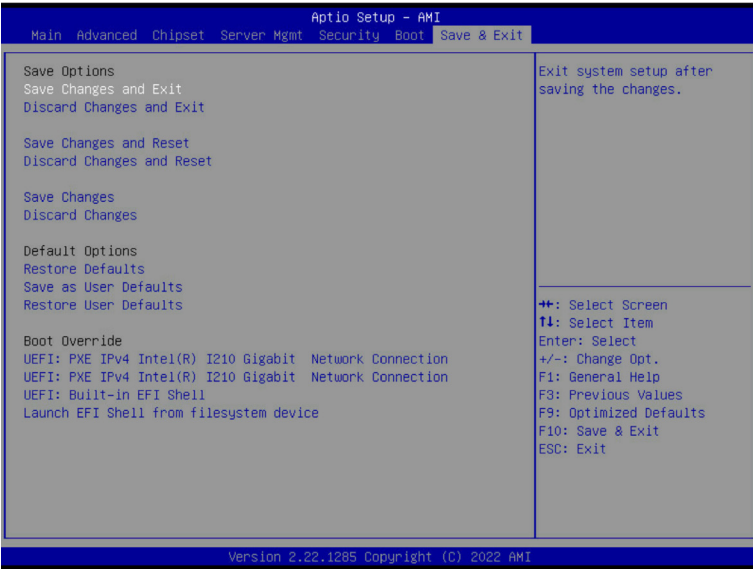 Aptio Setup – AMI
Main Advanced Chipset Server Mgmt Security Boot Save & Exit
Save Options
Save Changes and Exit
Discard Changes and Exit
Save Changes and Reset
Discard Changes and Reset
Save Changes
Discard Changes
Default Options
Restore Defaults
Save as User Defaults
Restore User Defaults
Boot Override
UEFI: PXE IPv4 Intel(R) I210 Gigabit  Network Connection
UEFI: PXE IPv4 Intel(R) I210 Gigabit  Network Connection
UEFI: Built-in EFI Shell
Launch EFI Shell from filesystem device
Exit system setup after
saving the changes.
→←: Select Screen
↑↓: Select Item
Enter: Select
+/-: Change Opt.
F1: General Help
F3: Previous Values
F9: Optimized Defaults
F10: Save & Exit
ESC: Exit
Version 2.22.1285 Copyright (C) 2022 AMI